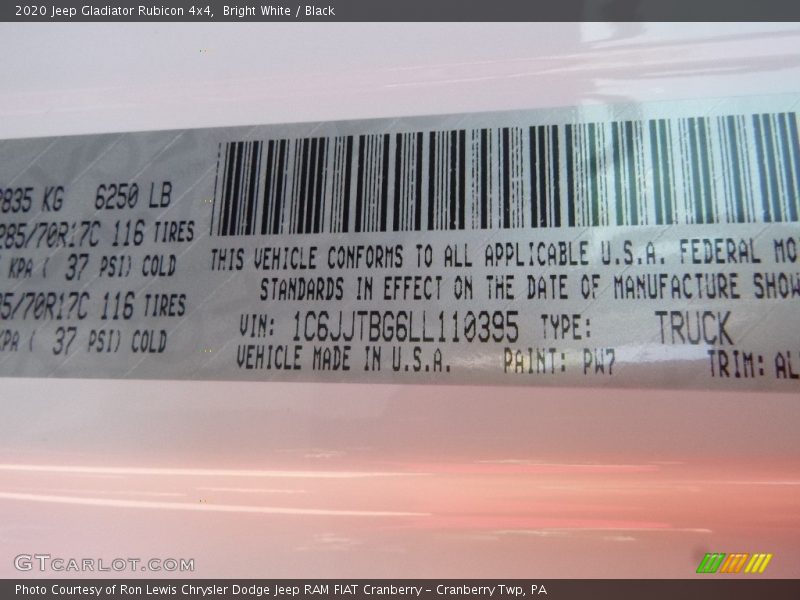 2020 Jeep Gladiator Rubicon 4x4, Bright White / Black
835 KG 6250 LB
285/70R17C 116 TIRES
KPA ( 37 PSI) COLD
85/70R17C 116 TIRES
KPA ( 37 PSI) COLD
THIS VEHICLE CONFORMS TO ALL APPLICABLE U.S.A. FEDERAL MO
STANDARDS IN EFFECT ON THE DATE OF MANUFACTURE SHOW
VIN: 1C6JJTBG6LL110395 TYPE: TRUCK
VEHICLE MADE IN U.S.A. PAINT: PW7 TRIM: AL
GTCARLOT.COM
Photo Courtesy of Ron Lewis Chrysler Dodge Jeep RAM FIAT Cranberry - Cranberry Twp, PA